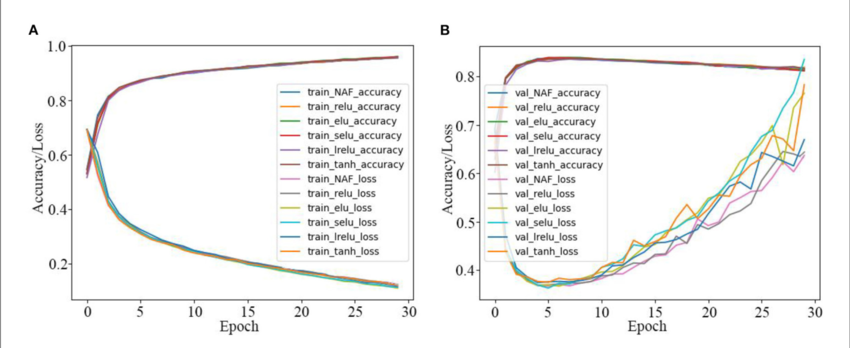 A
1.0
0.8
0.6
0.4
0.2
Accuracy/Loss
train_NAF_accuracy
train_relu_accuracy
train_elu_accuracy
train_selu_accuracy
train_lrelu_accuracy
train_tanh_accuracy
train_NAF_loss
train_relu_loss
train_elu_loss
train_selu_loss
train_lrelu_loss
train_tanh_loss
0 5 10 15 20 25 30
Epoch
B
0.8
0.7
0.6
0.5
0.4
Accuracy/Loss
val_NAF_accuracy
val_relu_accuracy
val_elu_accuracy
val_selu_accuracy
val_lrelu_accuracy
val_tanh_accuracy
val_NAF_loss
val_relu_loss
val_elu_loss
val_selu_loss
val_lrelu_loss
val_tanh_loss
0 5 10 15 20 25 30
Epoch